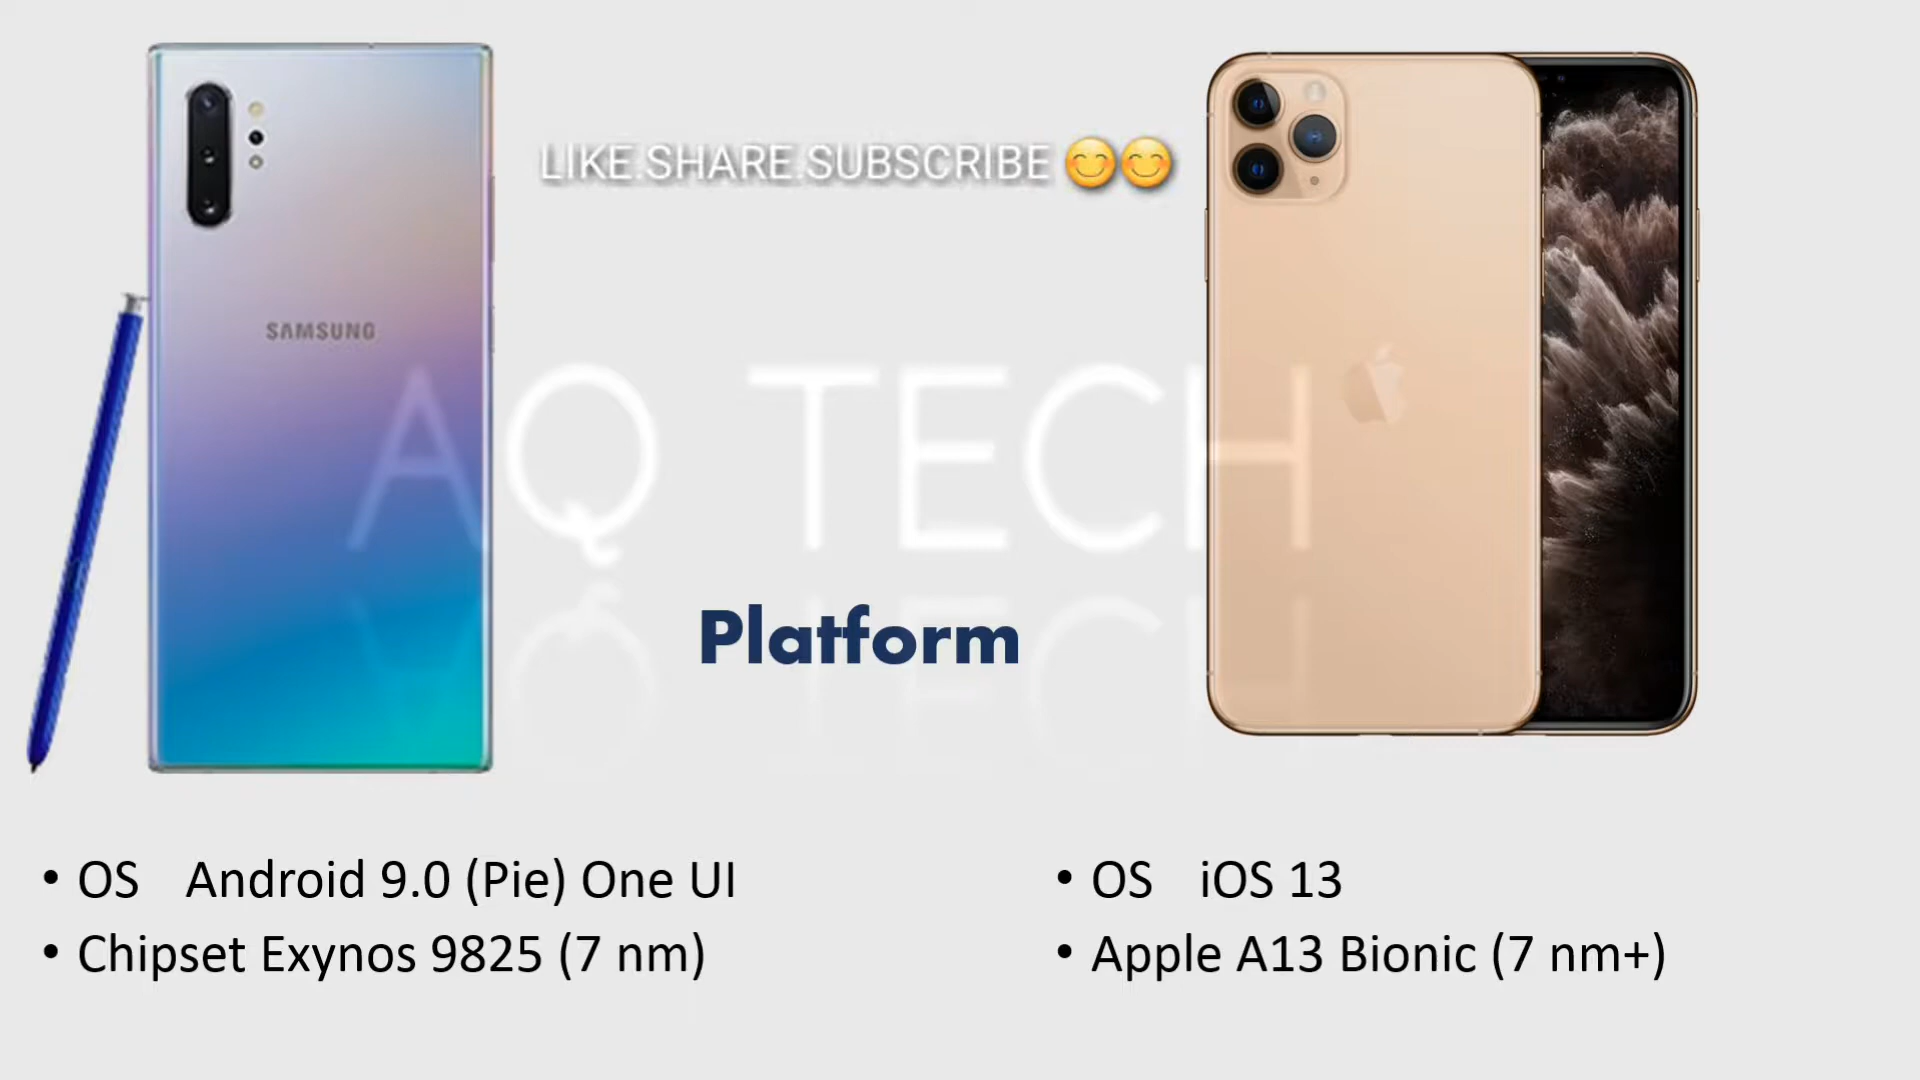 LIKE.SHARE.SUBSCRIBE 😊😊
SAMSUNG
AQ TECH
Platform
• OS Android 9.0 (Pie) One UI
• Chipset Exynos 9825 (7 nm)
• OS iOS 13
• Apple A13 Bionic (7 nm+)